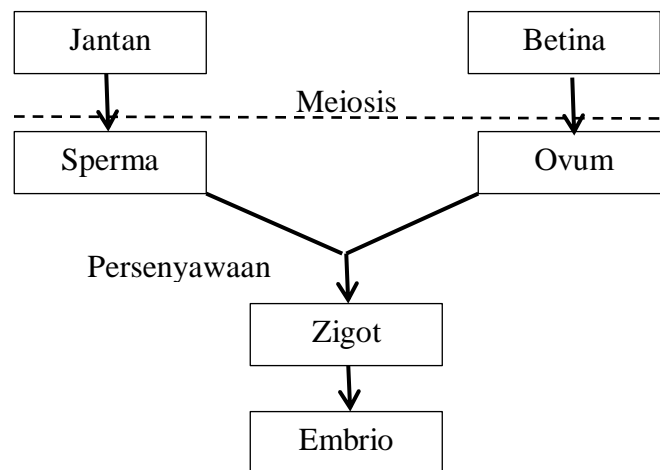 Jantan
Betina
Meiosis
Sperma
Ovum
Persenyawaan
Zigot
Embrio